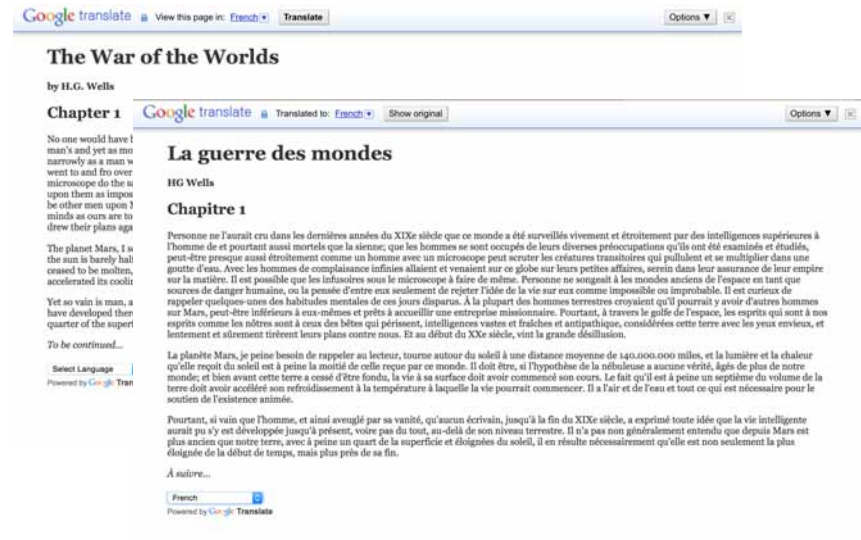 Google translate View this page in: French Translate Options ▼
The War of the Worlds
by H.G. Wells
Chapter 1
No one would have
man's and yet as mo
narrowly as a man w
went to and fro over
microscope do the sa
upon them as impos
be other men upon
minds as ours are to
drew their plans aga
The planet Mars, I s
the sun is barely hal
ceased to be molten,
accelerated its coolin
Yet so vain is man, a
have developed ther
quarter of the superf
To be continued...
Select Language
Powered by Google Tran
Google translate Translated to: French Show original Options ▼
La guerre des mondes
HG Wells
Chapitre 1
Personne ne l'aurait cru dans les dernières années du XIXe siècle que ce monde a été surveillés vivement et étroitement par des intelligences supérieures à
l'homme de et pourtant aussi mortels que la sienne; que les hommes se sont occupés de leurs diverses préoccupations qu'ils ont été examinés et étudiés,
peut-être presque aussi étroitement comme un homme avec un microscope peut scruter les créatures transitoires qui pullulent et se multiplier dans une
goutte d'eau. Avec les hommes de complaisance infinies allaient et venaient sur ce globe sur leurs petites affaires, serein dans leur assurance de leur empire
sur la matière. Il est possible que les infusoires sous le microscope à faire de même. Personne ne songeait à les mondes anciens de l'espace en tant que
sources de danger humaine, ou la pensée d'entre eux seulement de rejeter l'idée de la vie sur eux comme impossible ou improbable. Il est curieux de
rappeler quelques-unes des habitudes mentales de ces jours disparus. À la plupart des hommes terrestres croyaient qu'il pourrait y avoir d'autres hommes
sur Mars, peut-être inférieurs à eux-mêmes et prêts à accueillir une entreprise missionnaire. Pourtant, à travers le golfe de l'espace, les esprits qui sont à nos
esprits comme les nôtres sont à ceux des bêtes qui périssent, intelligences vastes et fraîches et antipathique, considérées cette terre avec les yeux envieux, et
lentement et sûrement tirèrent leurs plans contre nous. Et au début du XXe siècle, vint la grande désillusion.
La planète Mars, je peine besoin de rappeler au lecteur, tourne autour du soleil à une distance moyenne de 140.000.000 miles, et la lumière et la chaleur
qu'elle reçoit du soleil est à peine la moitié de celle reçue par ce monde. Il doit être, si l'hypothèse de la nébuleuse a aucune vérité, âgés de plus de notre
monde; et bien avant cette terre a cessé d'être fondu, la vie à sa surface doit avoir commencé son cours. Le fait qu'il est à peine un septième du volume de la
terre doit avoir accéléré son refroidissement à la température à laquelle la vie pourrait commencer. Il a l'air et de l'eau et tout ce qui est nécessaire pour le
soutien de l'existence animée.
Pourtant, si vain que l'homme, et ainsi aveuglé par sa vanité, qu'aucun écrivain, jusqu'à la fin du XIXe siècle, a exprimé toute idée que la vie intelligente
aurait pu s'y est développée jusqu'à présent, voire pas du tout, au-delà de son niveau terrestre. Il n'a pas non généralement entendu que depuis Mars est
plus ancien que notre terre, avec à peine un quart de la superficie et éloignées du soleil, il en résulte nécessairement qu'elle est non seulement la plus
éloignée de la début de temps, mais plus près de sa fin.
À suivre...
French
Powered by Google Translate